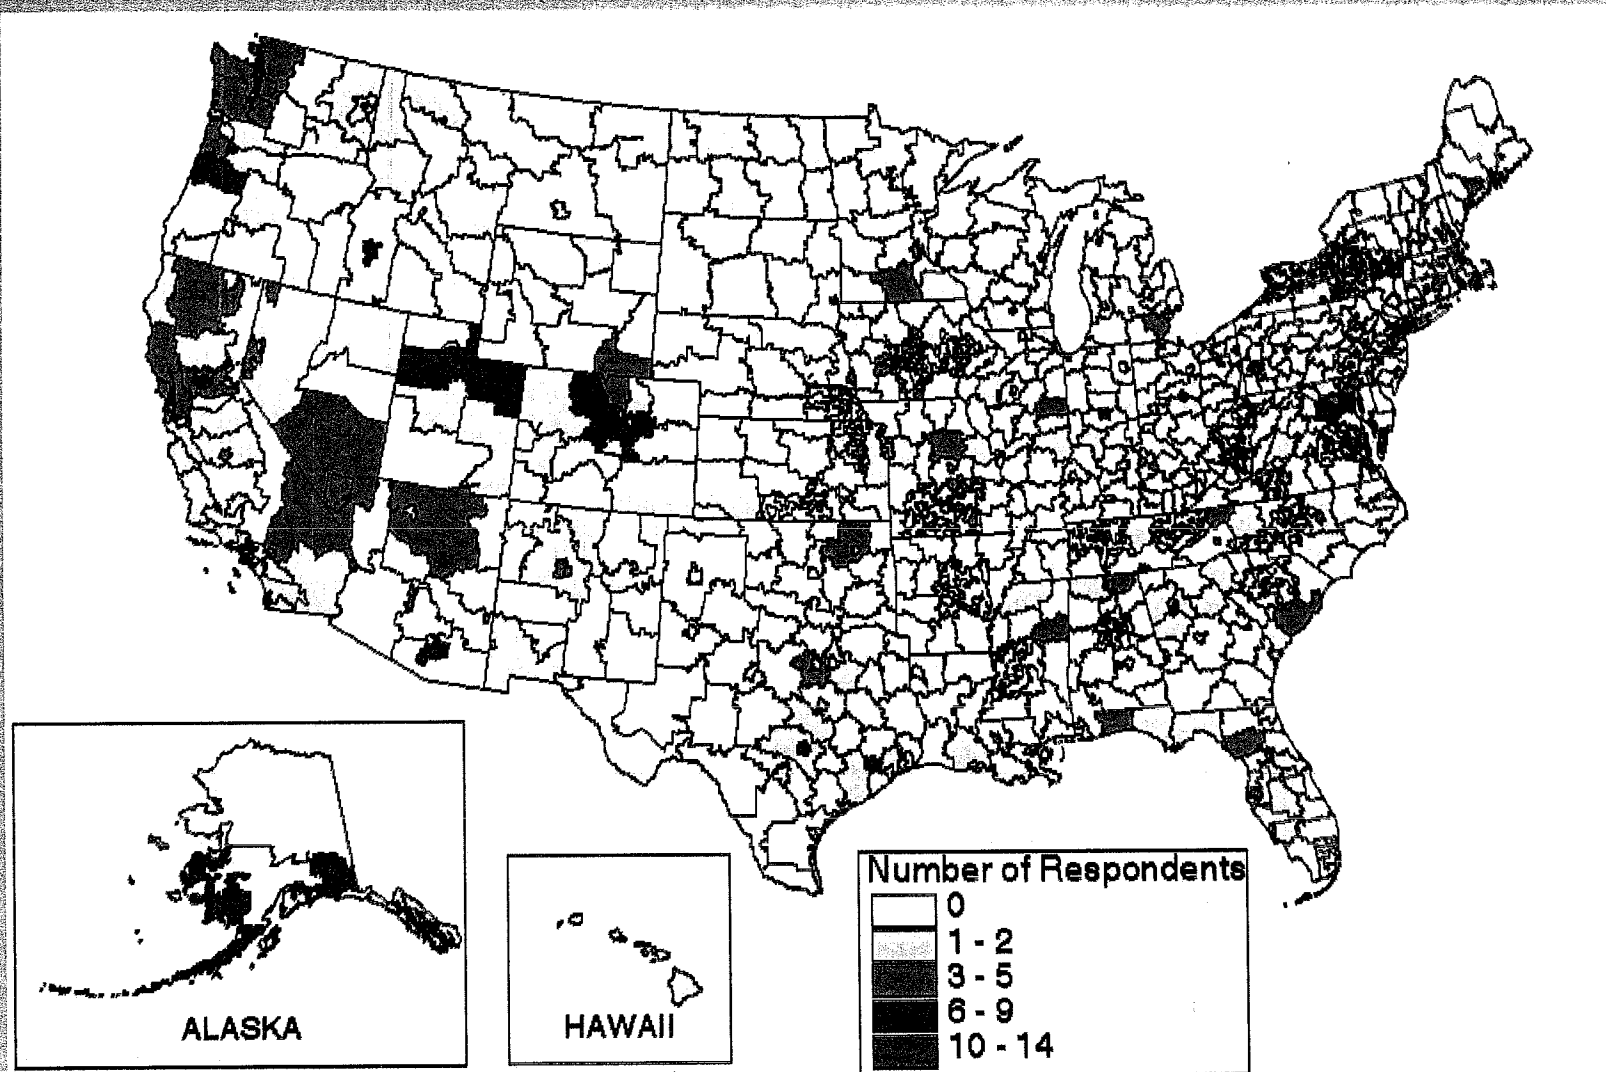 ALASKA
HAWAII
Number of Respondents
0
1 - 2
3 - 5
6 - 9
10 - 14